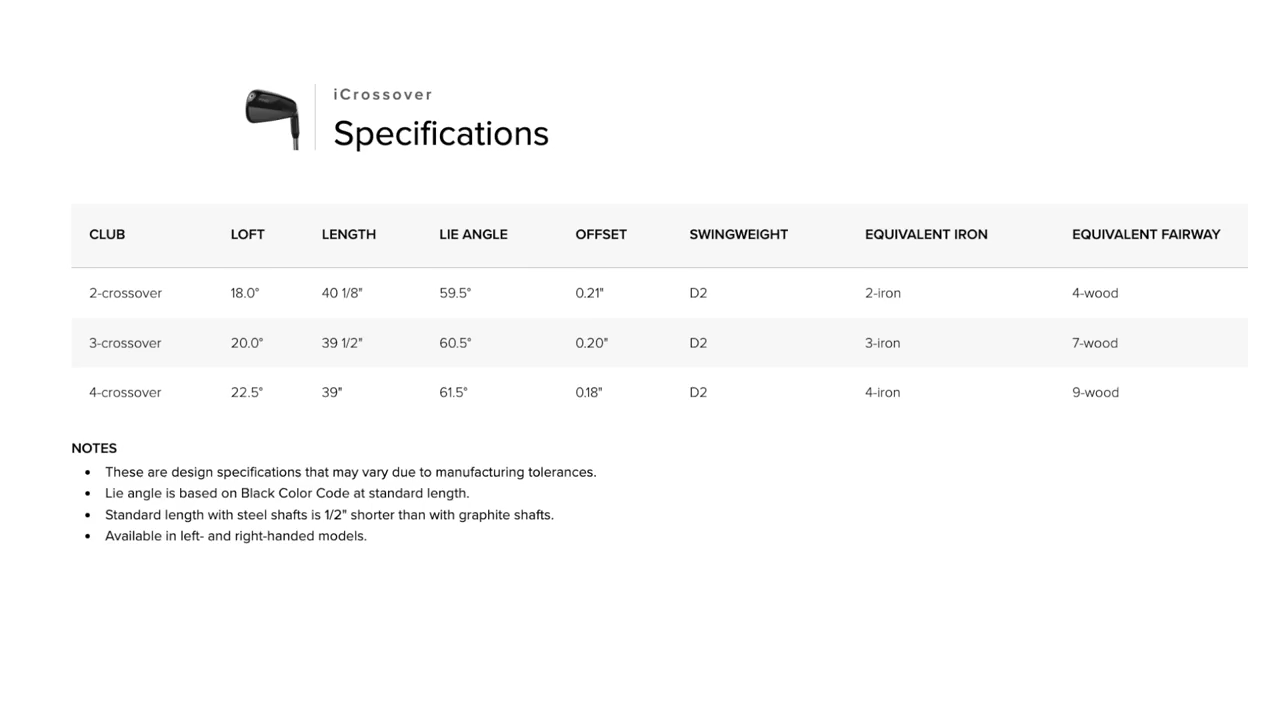 iCrossover
Specifications
CLUB LOFT LENGTH LIE ANGLE OFFSET SWINGWEIGHT EQUIVALENT IRON EQUIVALENT FAIRWAY
2-crossover 18.0° 40 1/8" 59.5° 0.21" D2 2-iron 4-wood
3-crossover 20.0° 39 1/2" 60.5° 0.20" D2 3-iron 7-wood
4-crossover 22.5° 39" 61.5° 0.18" D2 4-iron 9-wood
NOTES
• These are design specifications that may vary due to manufacturing tolerances.
• Lie angle is based on Black Color Code at standard length.
• Standard length with steel shafts is 1/2" shorter than with graphite shafts.
• Available in left- and right-handed models.